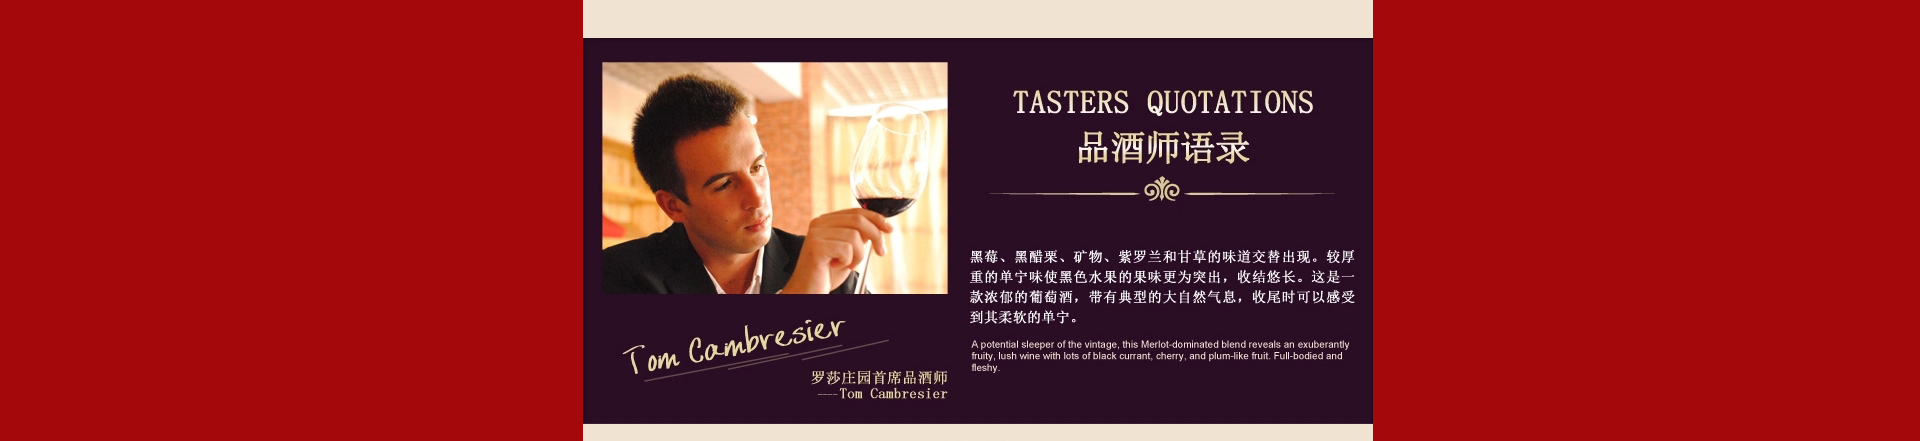 TASTERS QUOTATIONS
品酒师语录
黑莓、黑醋栗、矿物、紫罗兰和甘草的味道交替出现。较厚
重的单宁味使黑色水果的果味更为突出，收结悠长。这是一
款浓郁的葡萄酒，带有典型的大自然气息，收尾时可以感受
到其柔软的单宁。
A potential sleeper of the vintage, this Merlot-dominated blend reveals an exuberantly
fruity, lush wine with lots of black currant, cherry, and plum-like fruit. Full-bodied and
fleshy.
Tom Cambresier
罗莎庄园首席品酒师
----Tom Cambresier